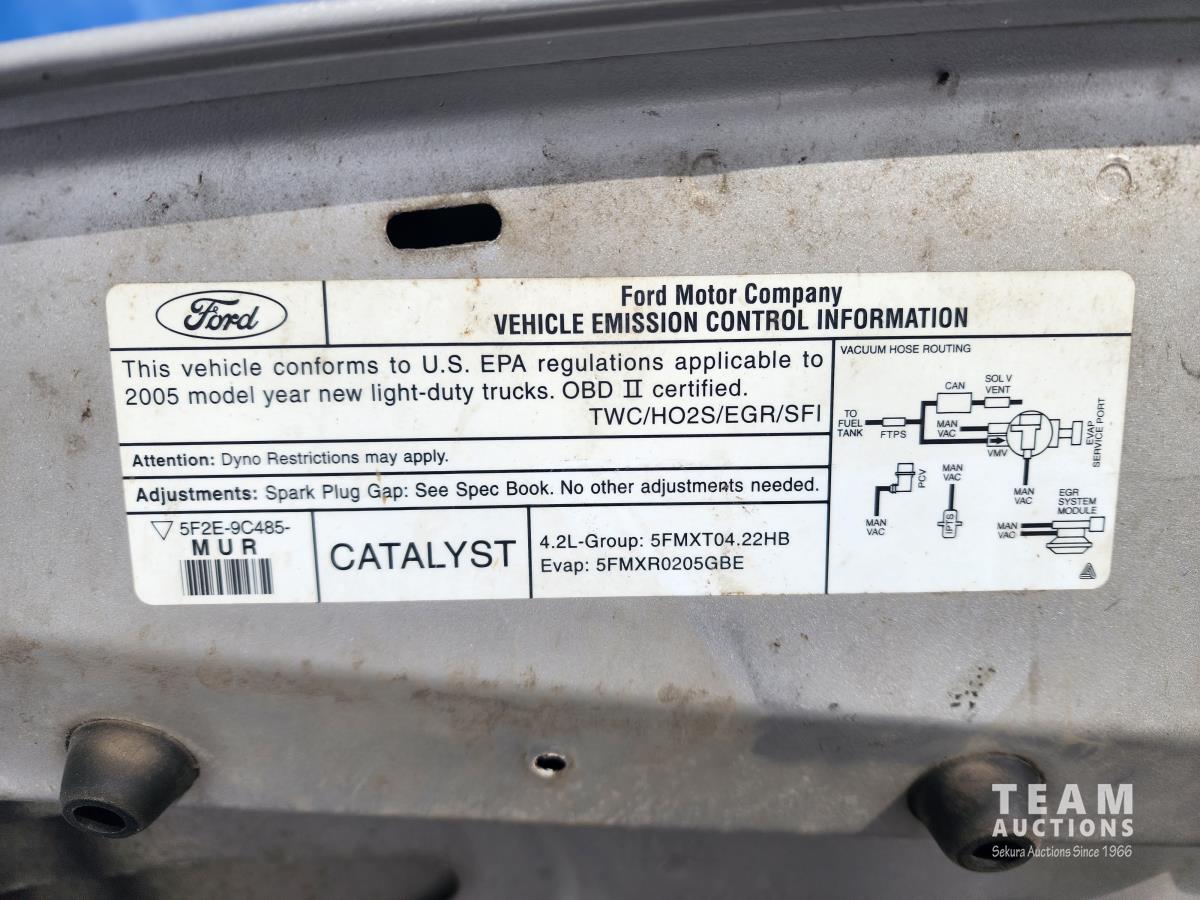 Ford
Ford Motor Company
VEHICLE EMISSION CONTROL INFORMATION
This vehicle conforms to U.S. EPA regulations applicable to
2005 model year new light-duty trucks. OBD II certified.
TWC/HO2S/EGR/SFI
Attention: Dyno Restrictions may apply.
Adjustments: Spark Plug Gap: See Spec Book. No other adjustments needed.
5F2E-9C485-
MUR
CATALYST
4.2L-Group: 5FMXT04.22HB
Evap: 5FMXR0205GBE
VACUUM HOSE ROUTING
CAN
SOL V
VENT
TO
FUEL
TANK
FTPS
MAN
VAC
VMV
EVAP
SERVICE PORT
MAN
VAC
PCV
MAN
VAC
MAN
VAC
IPTS
EGR
SYSTEM
MODULE
MAN
VAC
TEAM
AUCTIONS
Sekura Auctions Since 1966